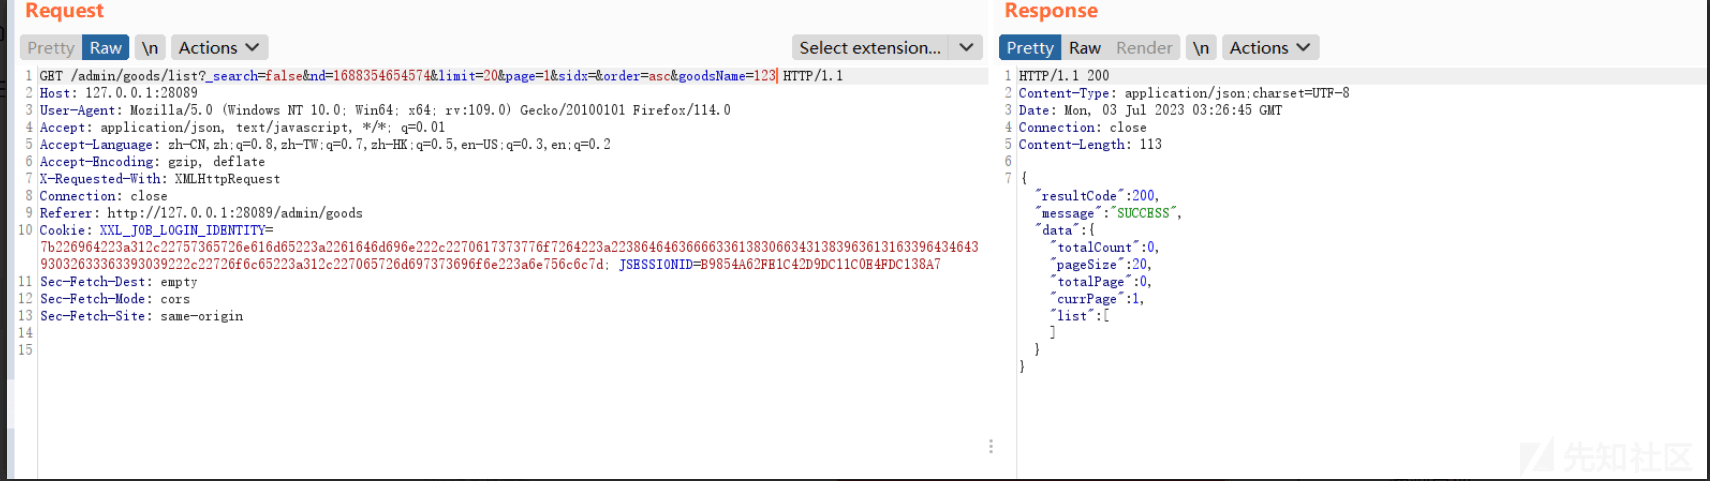 Request
Pretty Raw \n Actions Select extension...
1 GET /admin/goods/list?_search=false&nd=1688354654574&limit=20&page=1&sidx=&order=asc&goodsName=123 HTTP/1.1
2 Host: 127.0.0.1:28089
3 User-Agent: Mozilla/5.0 (Windows NT 10.0; Win64; x64; rv:109.0) Gecko/20100101 Firefox/114.0
4 Accept: application/json, text/javascript, */*; q=0.01
5 Accept-Language: zh-CN,zh;q=0.8,zh-TW;q=0.7,zh-HK;q=0.5,en-US;q=0.3,en;q=0.2
6 Accept-Encoding: gzip, deflate
7 X-Requested-With: XMLHttpRequest
8 Connection: close
9 Referer: http://127.0.0.1:28089/admin/goods
10 Cookie: XXL_JOB_LOGIN_IDENTITY=
JSESSIONID=B9854A62FE1C42D9DC11C0E4FDC138A7
11 Sec-Fetch-Dest: empty
12 Sec-Fetch-Mode: cors
13 Sec-Fetch-Site: same-origin
14
15
Response
Pretty Raw Render \n Actions
1 HTTP/1.1 200
2 Content-Type: application/json;charset=UTF-8
3 Date: Mon, 03 Jul 2023 03:26:45 GMT
4 Connection: close
5 Content-Length: 113
6
7 {
"resultCode":200,
"message":"SUCCESS",
"data":{
"totalCount":0,
"pageSize":20,
"totalPage":0,
"currPage":1,
"list":[
]
}
}
先知社区